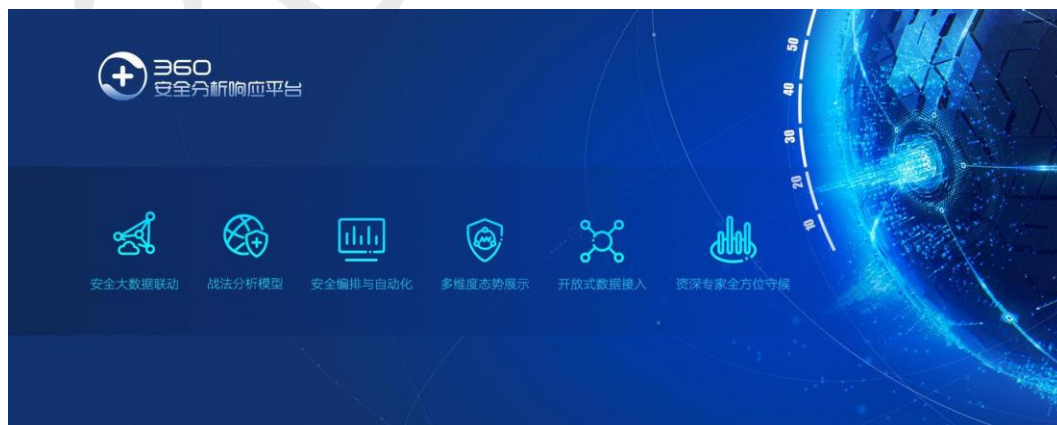 360
安全分析响应平台
50
40
30
20
10
安全大数据联动
战法分析模型
安全编排与自动化
多维度态势展示
开放式数据接入
资深专家全方位守候